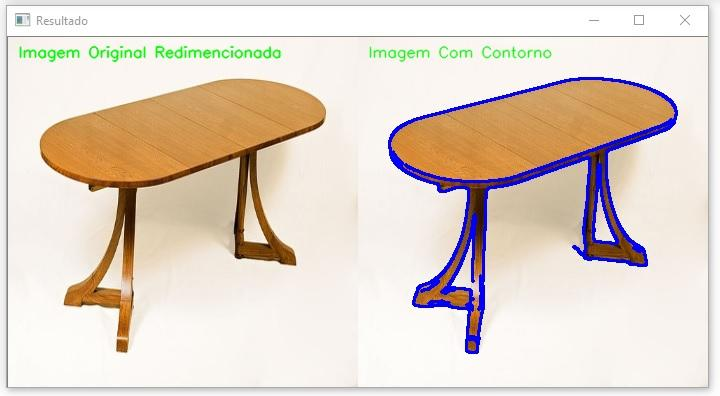 Resultado
Imagem Original Redimencionada
Imagem Com Contorno